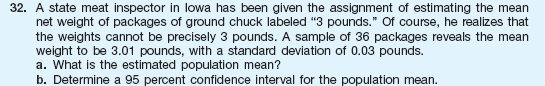 32. A state meat inspector in Iowa has been given the assignment of estimating the mean
net weight of packages of ground chuck labeled “3 pounds.” Of course, he realizes that
the weights cannot be precisely 3 pounds. A sample of 36 packages reveals the mean
weight to be 3.01 pounds, with a standard deviation of 0.03 pounds.
a. What is the estimated population mean?
b. Determine a 95 percent confidence interval for the population mean.